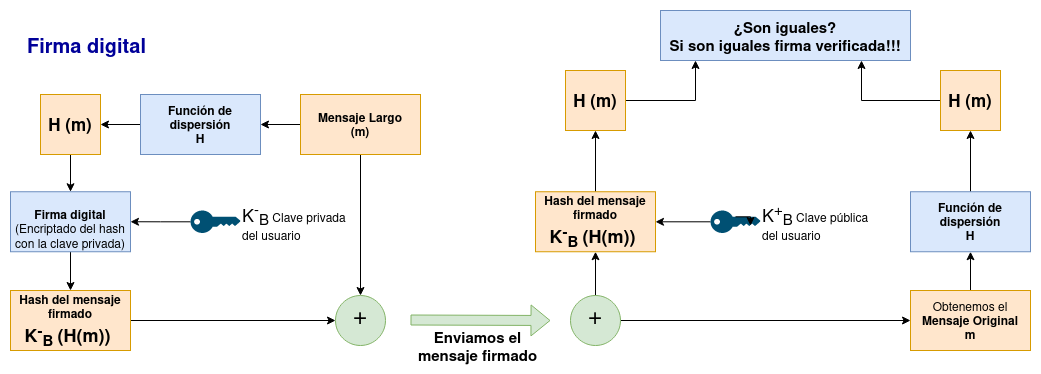 Firma digital
H (m)
Función de
dispersión
H
Mensaje Largo
(m)
Firma digital
(Encriptado del hash
con la clave privada)
K⁻B Clave privada
del usuario
Hash del mensaje
firmado
K⁻B (H(m))
+
Enviamos el
mensaje firmado
¿Son iguales?
Si son iguales firma verificada!!!
H (m)
H (m)
Hash del mensaje
firmado
K⁻B (H(m))
K⁺B Clave pública
del usuario
Función de
dispersión
H
+
Obtenemos el
Mensaje Original
m